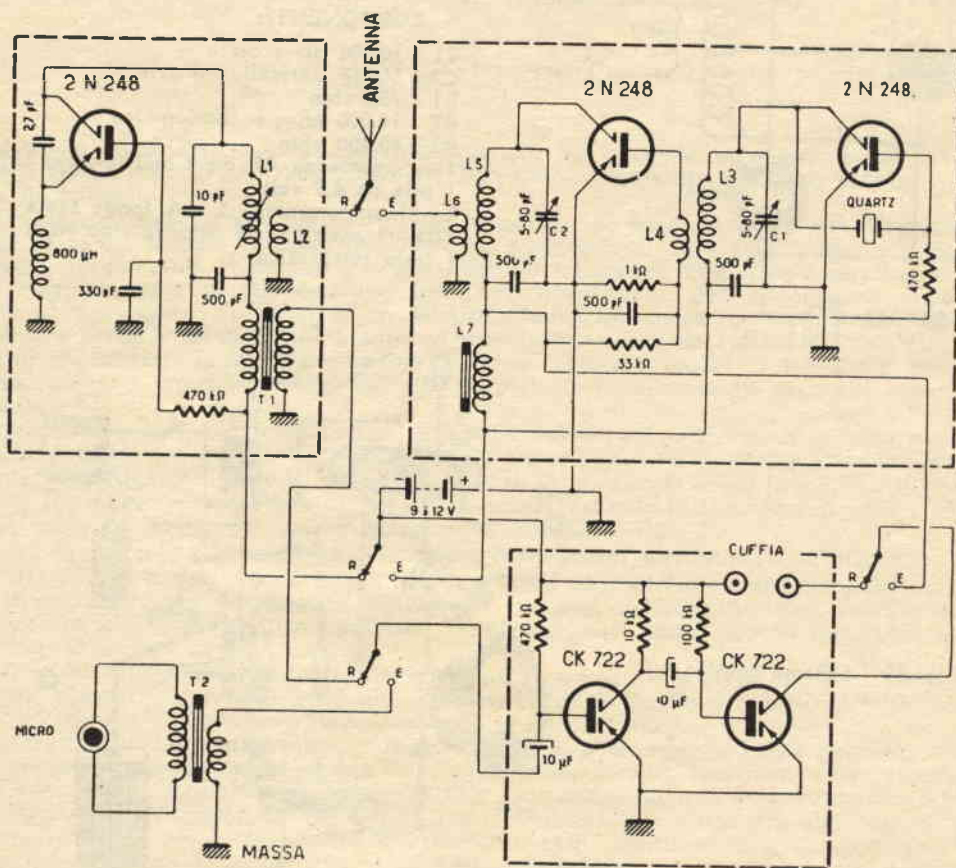 ANTENNA
2 N 248
2 N 248
2 N 248.
27 pF
10 pF
L1
L2
R
E
L6
L5
5-80 pF
C 2
L4
L3
5-80 pF
C 1
QUARTZ
800 µH
330 pF
500 pF
500 pF
1 kΩ
500 pF
500 pF
470 kΩ
470 kΩ
T 1
L7
33 kΩ
-
+
9 à 12 V
R
E
CUFFIA
R
E
470 kΩ
10 kΩ
100 kΩ
CK 722
CK 722
R
E
T 2
MICRO
10 µF
10 µF
MASSA